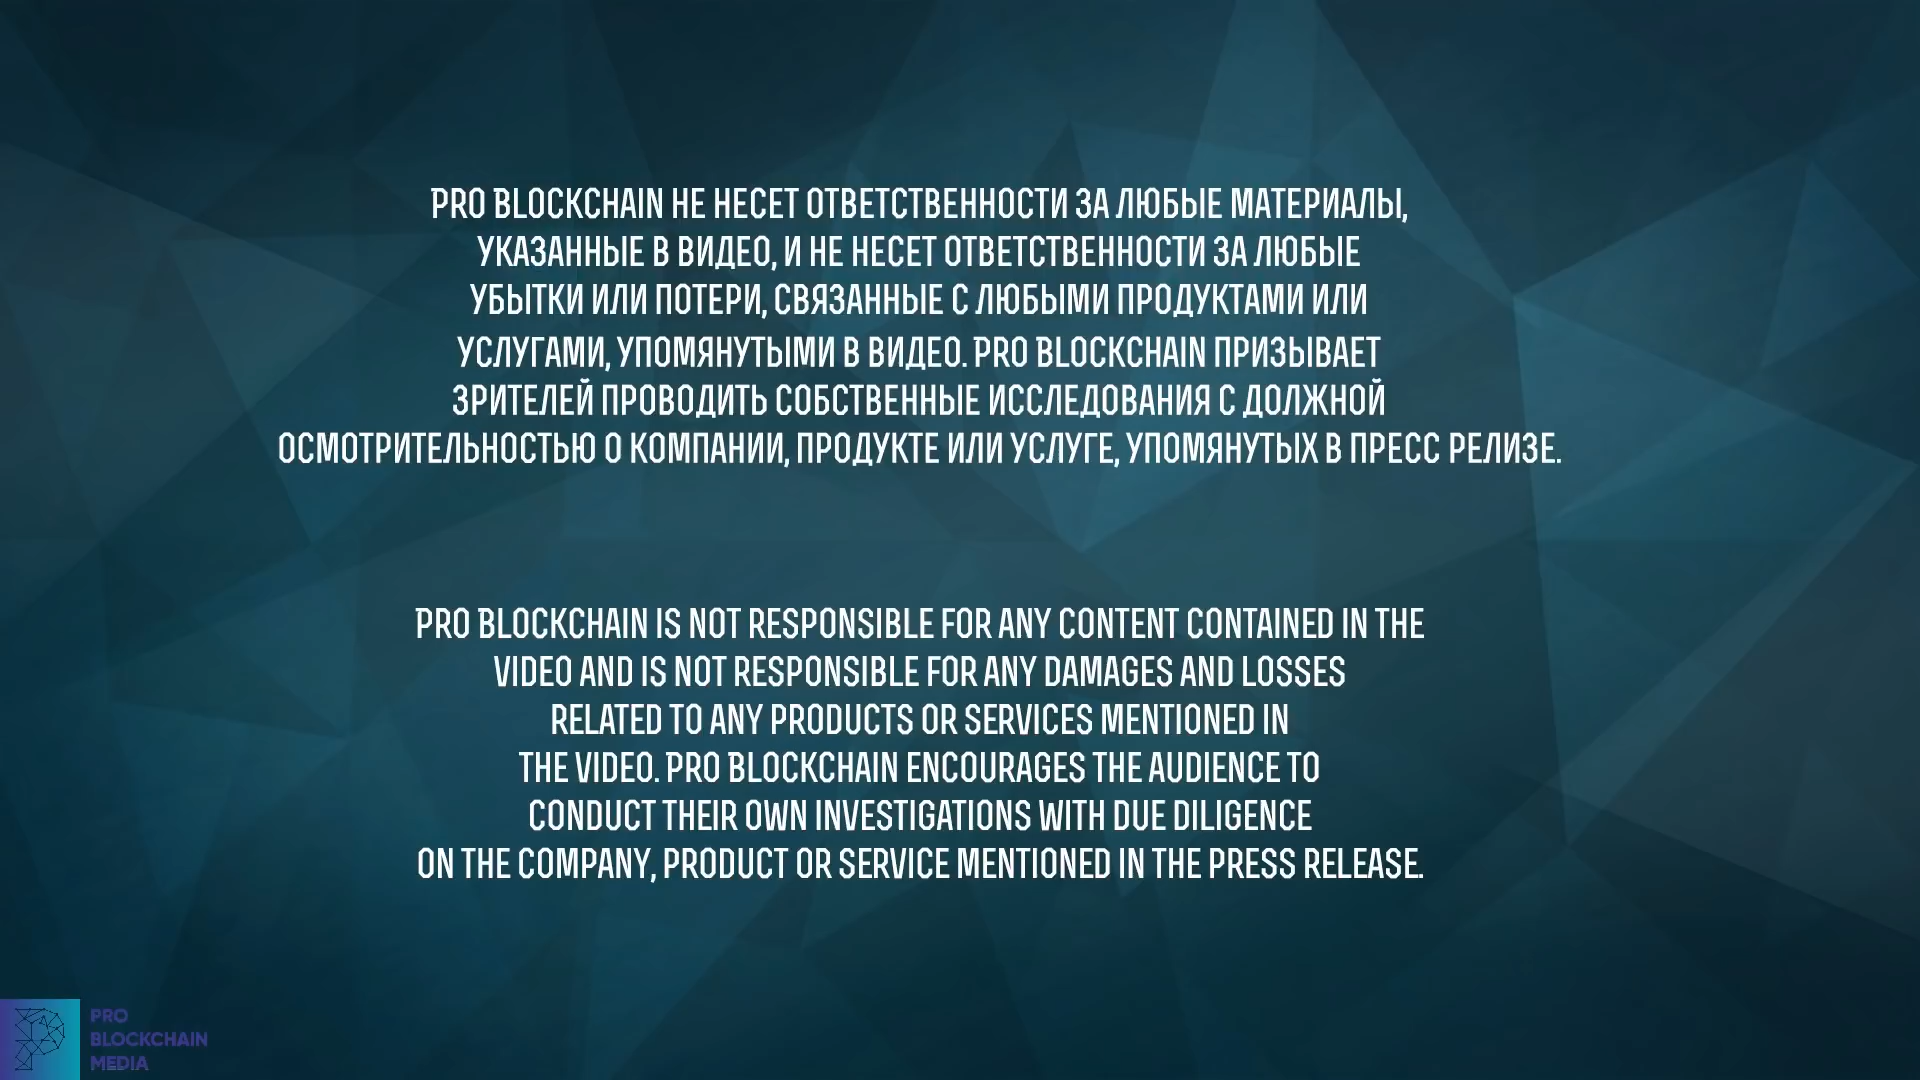 PRO BLOCKCHAIN НЕ НЕСЕТ ОТВЕТСТВЕННОСТИ ЗА ЛЮБЫЕ МАТЕРИАЛЫ,
УКАЗАННЫЕ В ВИДЕО, И НЕ НЕСЕТ ОТВЕТСТВЕННОСТИ ЗА ЛЮБЫЕ
УБЫТКИ ИЛИ ПОТЕРИ, СВЯЗАННЫЕ С ЛЮБЫМИ ПРОДУКТАМИ ИЛИ
УСЛУГАМИ, УПОМЯНУТЫМИ В ВИДЕО. PRO BLOCKCHAIN ПРИЗЫВАЕТ
ЗРИТЕЛЕЙ ПРОВОДИТЬ СОБСТВЕННЫЕ ИССЛЕДОВАНИЯ С ДОЛЖНОЙ
ОСМОТРИТЕЛЬНОСТЬЮ О КОМПАНИИ, ПРОДУКТЕ ИЛИ УСЛУГЕ, УПОМЯНУТЫХ В ПРЕСС РЕЛИЗЕ.
PRO BLOCKCHAIN IS NOT RESPONSIBLE FOR ANY CONTENT CONTAINED IN THE
VIDEO AND IS NOT RESPONSIBLE FOR ANY DAMAGES AND LOSSES
RELATED TO ANY PRODUCTS OR SERVICES MENTIONED IN
THE VIDEO. PRO BLOCKCHAIN ENCOURAGES THE AUDIENCE TO
CONDUCT THEIR OWN INVESTIGATIONS WITH DUE DILIGENCE
ON THE COMPANY, PRODUCT OR SERVICE MENTIONED IN THE PRESS RELEASE.
PRO
BLOCKCHAIN
MEDIA